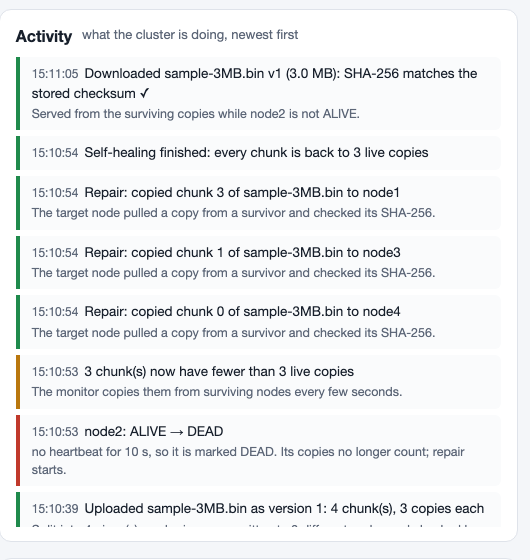 Activity what the cluster is doing, newest first
15:11:05 Downloaded sample-3MB.bin v1 (3.0 MB): SHA-256 matches the
stored checksum ✓
Served from the surviving copies while node2 is not ALIVE.
15:10:54 Self-healing finished: every chunk is back to 3 live copies
15:10:54 Repair: copied chunk 3 of sample-3MB.bin to node1
The target node pulled a copy from a survivor and checked its SHA-256.
15:10:54 Repair: copied chunk 1 of sample-3MB.bin to node3
The target node pulled a copy from a survivor and checked its SHA-256.
15:10:54 Repair: copied chunk 0 of sample-3MB.bin to node4
The target node pulled a copy from a survivor and checked its SHA-256.
15:10:53 3 chunk(s) now have fewer than 3 live copies
The monitor copies them from surviving nodes every few seconds.
15:10:53 node2: ALIVE → DEAD
no heartbeat for 10 s, so it is marked DEAD. Its copies no longer count; repair
starts.
15:10:39 Uploaded sample-3MB.bin as version 1: 4 chunk(s), 3 copies each